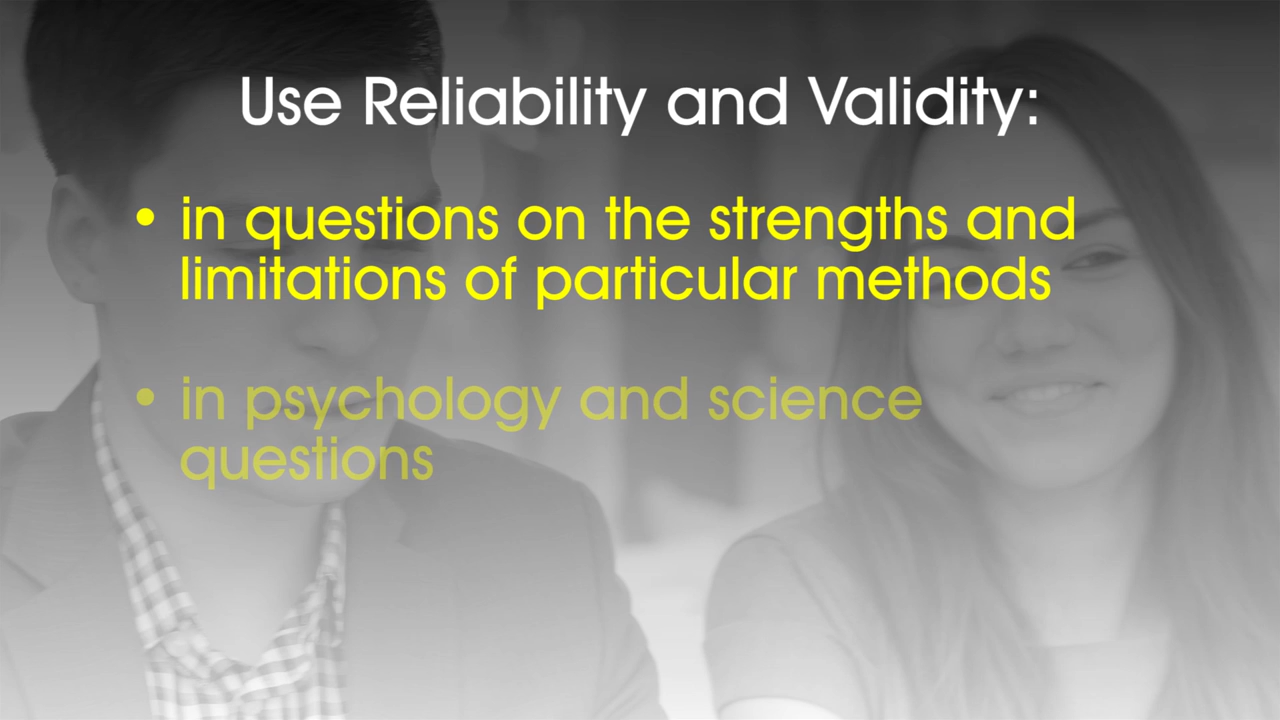 Use Reliability and Validity:
• in questions on the strengths and
limitations of particular methods
• in psychology and science
questions